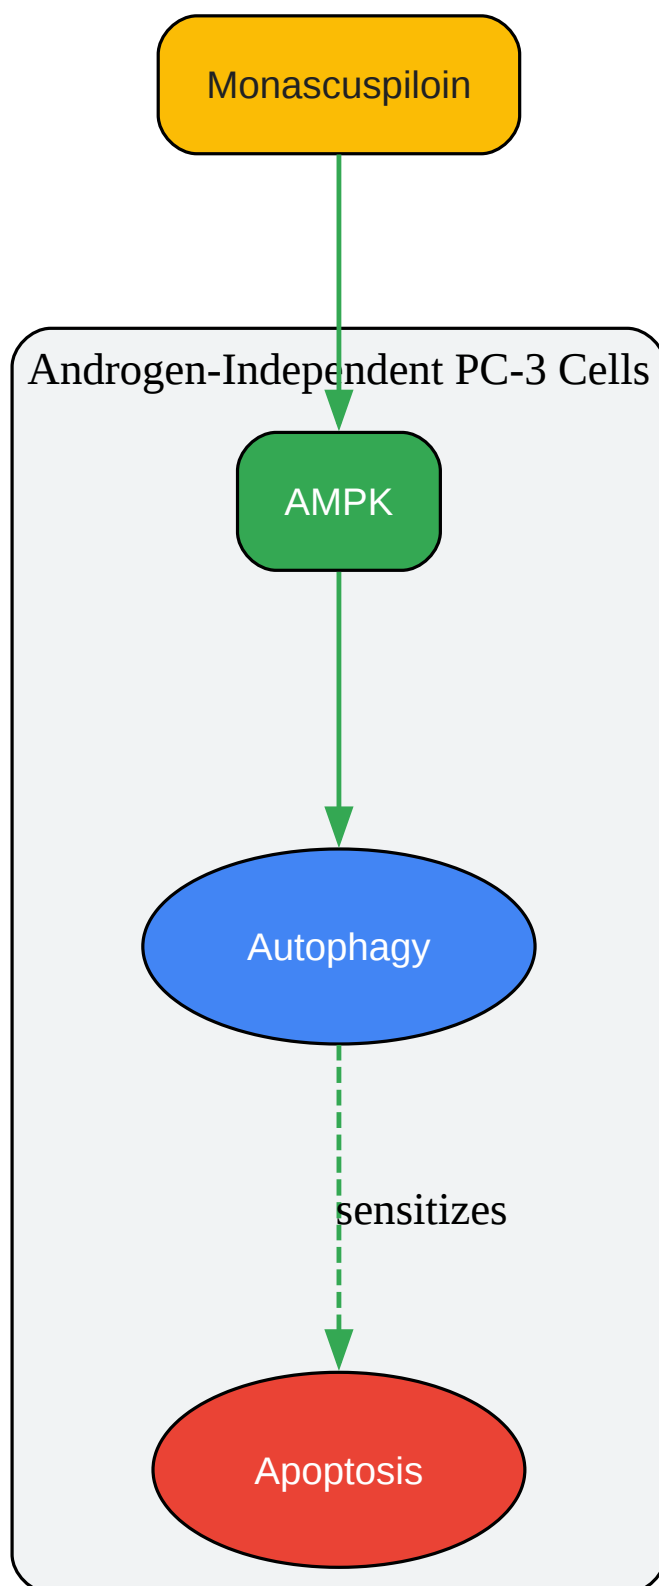 Monascuspiloin
Androgen-Independent PC-3 Cells
AMPK
Autophagy
sensitizes
Apoptosis